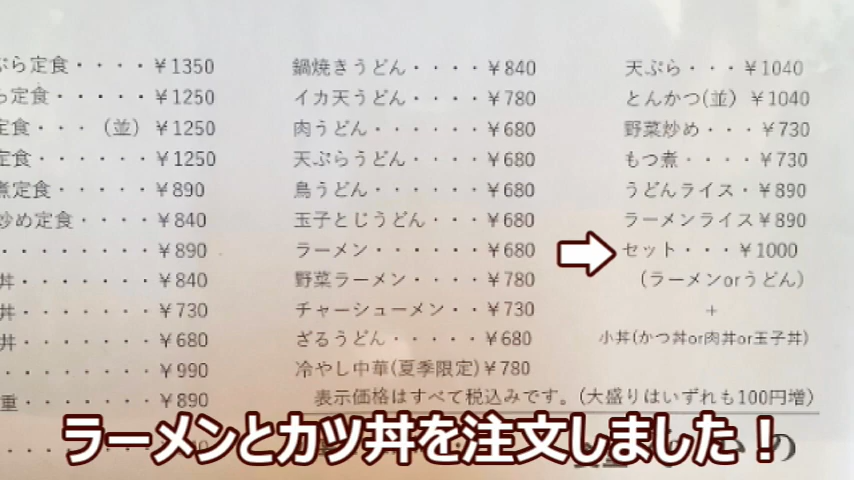 ぷら定食・・・・￥1350
ら定食・・・・・￥1250
定食・・・（並）￥1250
定食・・・・・・￥1250
煮定食・・・・・￥890
炒め定食・・・・￥840
・・・・・・・・￥890
丼・・・・・・・￥840
丼・・・・・・・￥730
丼・・・・・・・￥680
・・・・・・・・￥990
重・・・・・・・￥890
鍋焼きうどん・・・・￥840
イカ天うどん・・・・￥780
肉うどん・・・・・・￥680
天ぷらうどん・・・・￥680
鳥うどん・・・・・・￥680
玉子とじうどん・・・￥680
ラーメン・・・・・・￥680
野菜ラーメン・・・・￥780
チャーシューメン・・￥730
ざるうどん・・・・・￥680
冷やし中華(夏季限定)￥780
天ぷら・・・￥1040
とんかつ(並)￥1040
野菜炒め・・・￥730
もつ煮・・・・￥730
うどんライス・￥890
ラーメンライス￥890
セット・・・￥1000
（ラーメンorうどん）
＋
小丼(かつ丼or肉丼or玉子丼)
表示価格はすべて税込みです。（大盛りはいずれも100円増）
ラーメンとカツ丼を注文しました！